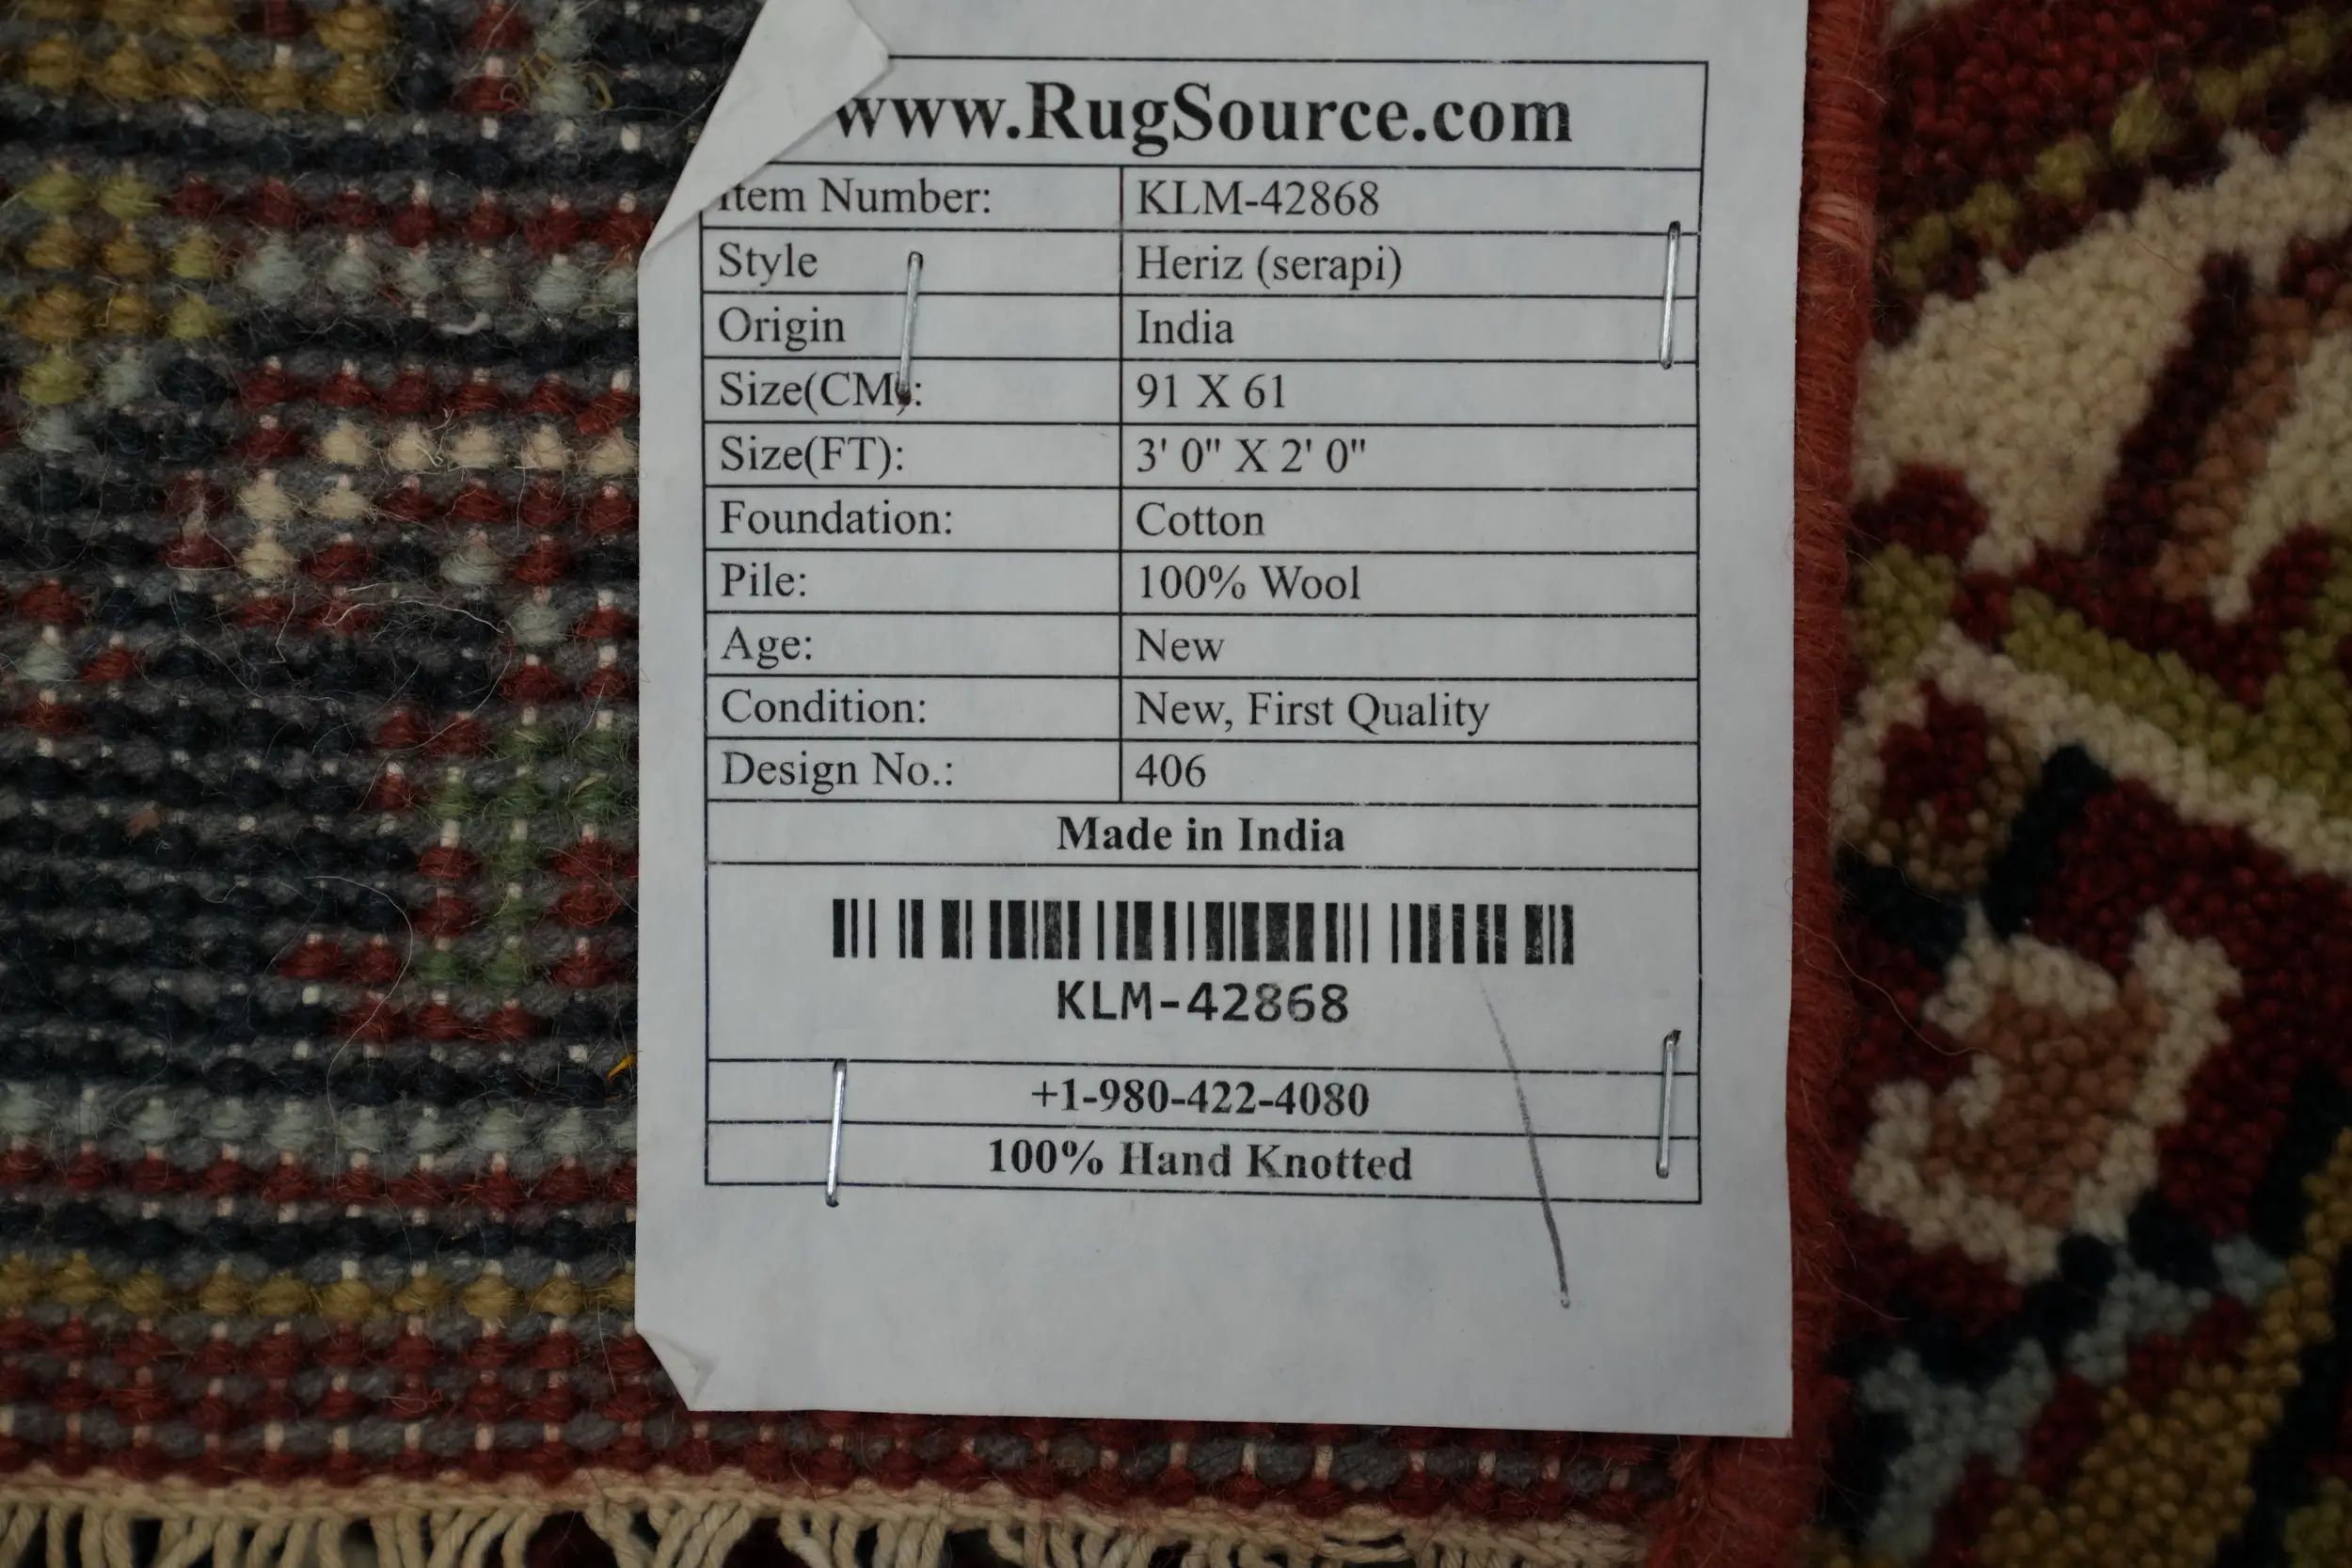 www.RugSource.com
Item Number: KLM-42868
Style Heriz (serapi)
Origin India
Size(CM): 91 X 61
Size(FT): 3' 0" X 2' 0"
Foundation: Cotton
Pile: 100% Wool
Age: New
Condition: New, First Quality
Design No.: 406
Made in India
KLM-42868
+1-980-422-4080
100% Hand Knotted